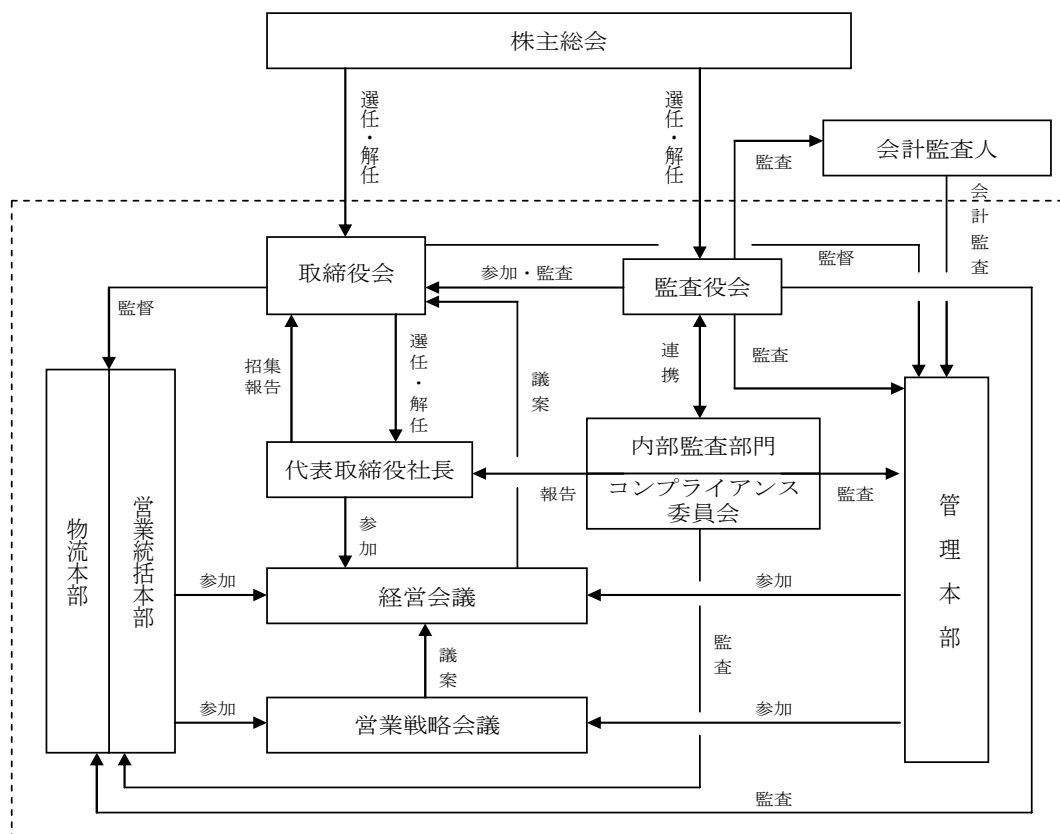 株主総会
選任・解任
選任・解任
会計監査人
監査
会計監査
取締役会
参加・監査
監査役会
監督
監督
招集
報告
選任・解任
議案
連携
監査
代表取締役社長
内部監査部門
報告
コンプライアンス
委員会
監査
物流本部
営業統括本部
管理本部
参加
参加
経営会議
参加
議案
監査
参加
営業戦略会議
参加
監査